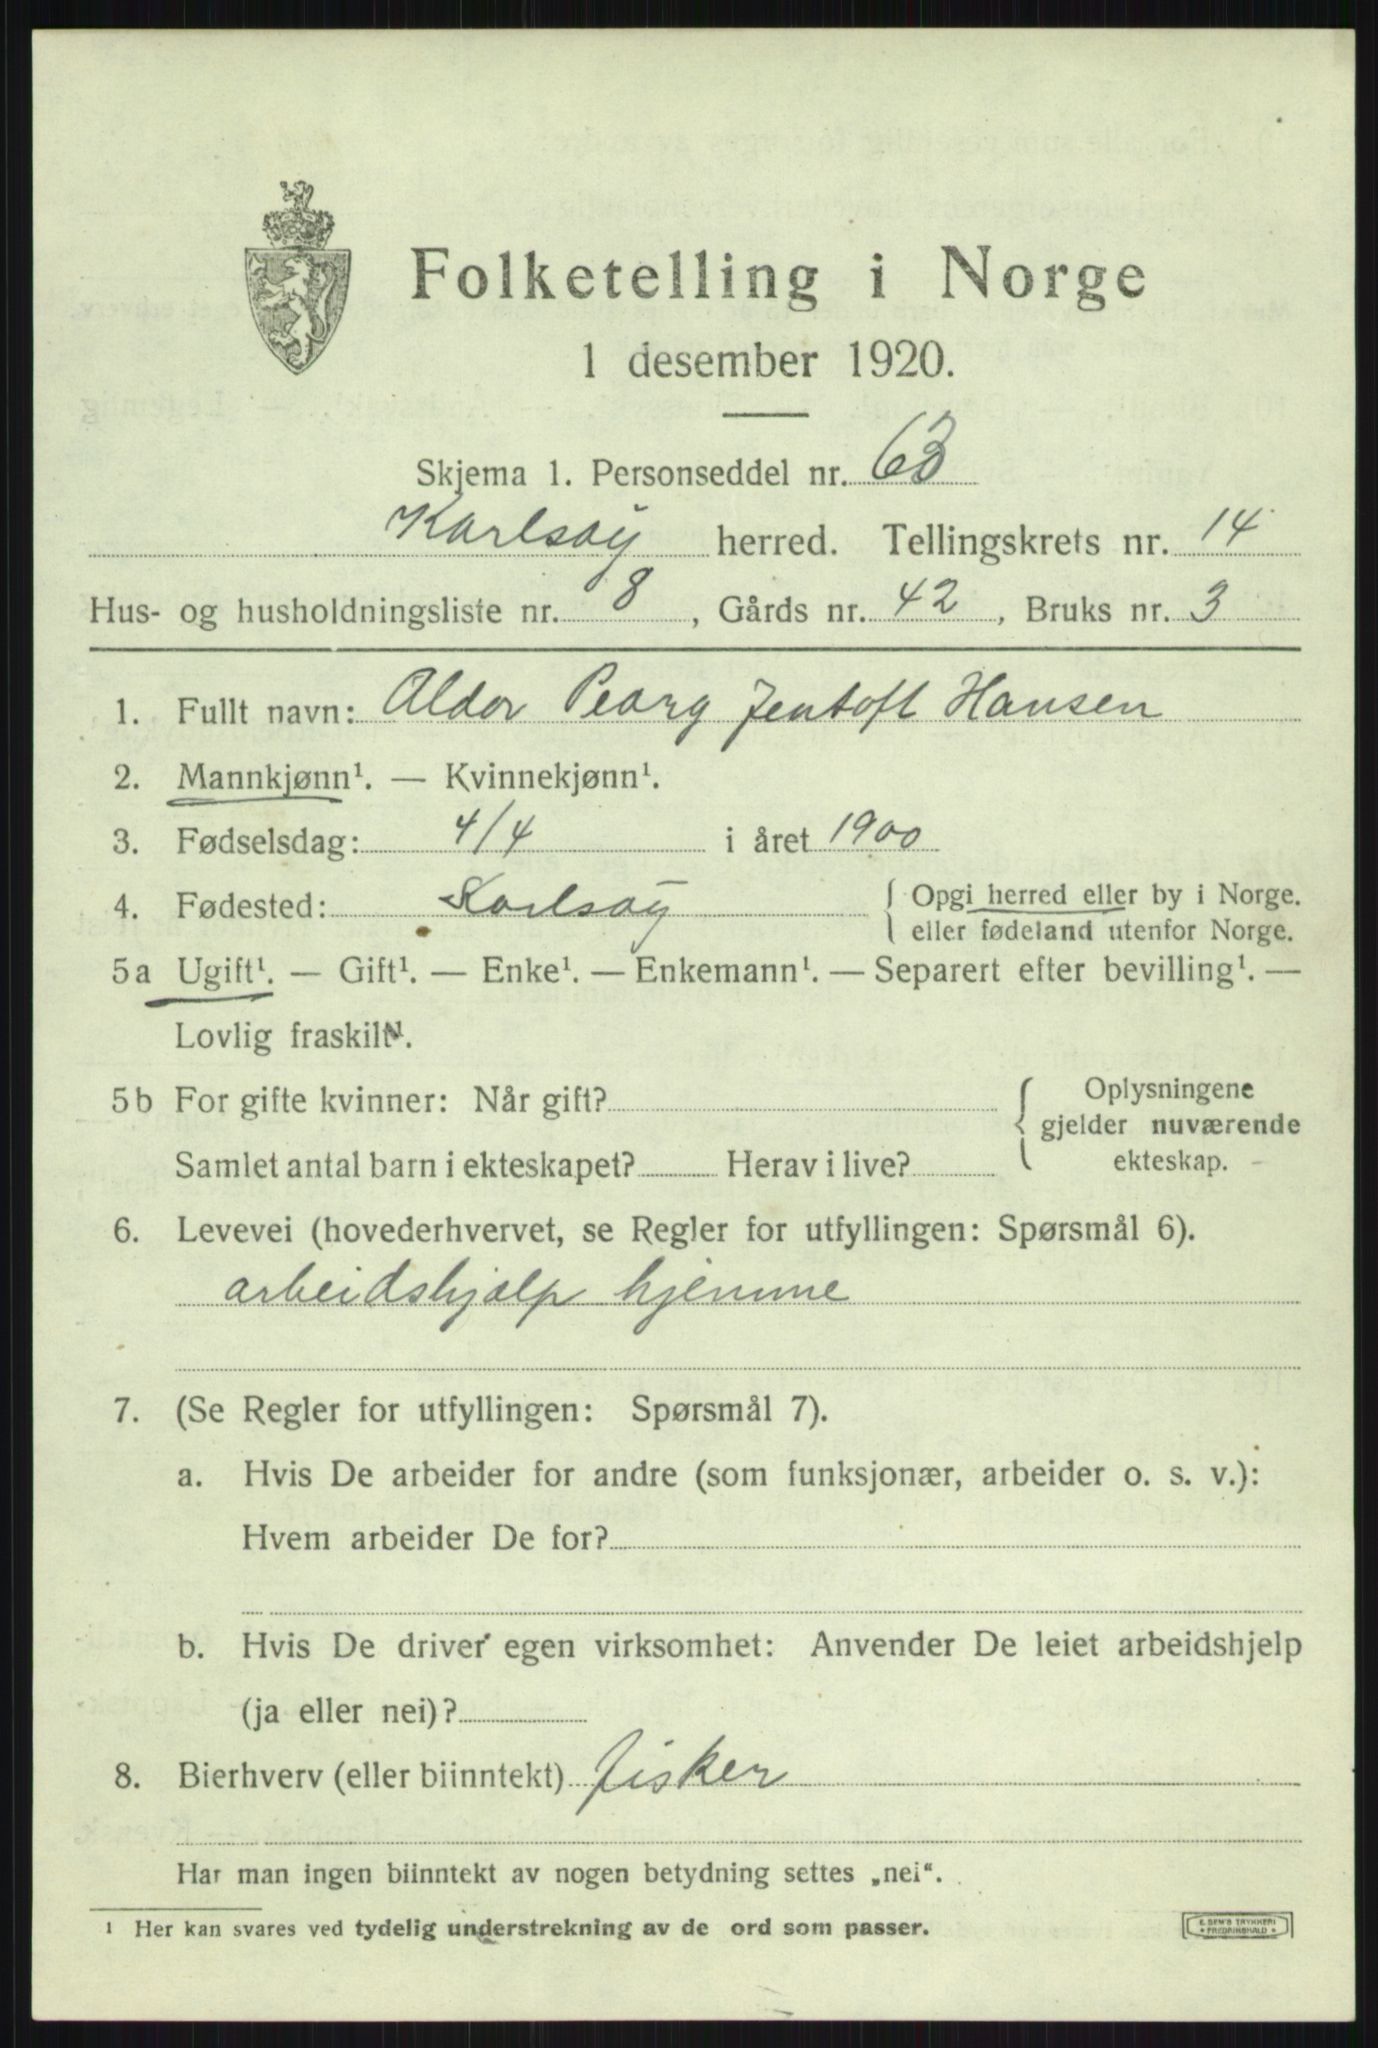 Folketelling i Norge
1 desember 1920.
Skjema 1. Personseddel nr. 63
Karlsøy herred. Tellingskrets nr. 14
Hus- og husholdningsliste nr. 8, Gårds nr. 42, Bruks nr. 3
1. Fullt navn: Aldor Pearg Jentoft Hansen
2. Mannkjønn¹. — Kvinnekjønn¹.
3. Fødselsdag: 4/4 i året 1900
4. Fødested: Karlsøy { Opgi herred eller by i Norge.
eller fødeland utenfor Norge.
5a Ugift¹. — Gift¹. — Enke¹. — Enkemann¹. — Separert efter bevilling¹. —
Lovlig fraskilt¹.
5b For gifte kvinner: Når gift? { Oplysningene
gjelder nuværende
Samlet antal barn i ekteskapet? Herav i live? ekteskap.
6. Levevei (hovederhvervet, se Regler for utfyllingen: Spørsmål 6).
arbeidshjælp hjemme
7. (Se Regler for utfyllingen: Spørsmål 7).
a. Hvis De arbeider for andre (som funksjonær, arbeider o. s. v.):
Hvem arbeider De for?
b. Hvis De driver egen virksomhet: Anvender De leiet arbeidshjelp
(ja eller nei)?
8. Bierhverv (eller biinntekt) fisker
Har man ingen biinntekt av nogen betydning settes „nei“.
¹ Her kan svares ved tydelig understrekning av de ord som passer.
E. SEM'S TRYKKERI
FREDRIKSHALD